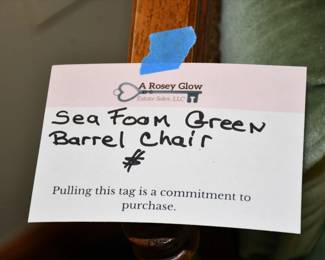 A Rosey Glow
Estate Sales, LLC
Sea Foam Green
Barrel Chair
$
Pulling this tag is a commitment to
purchase.